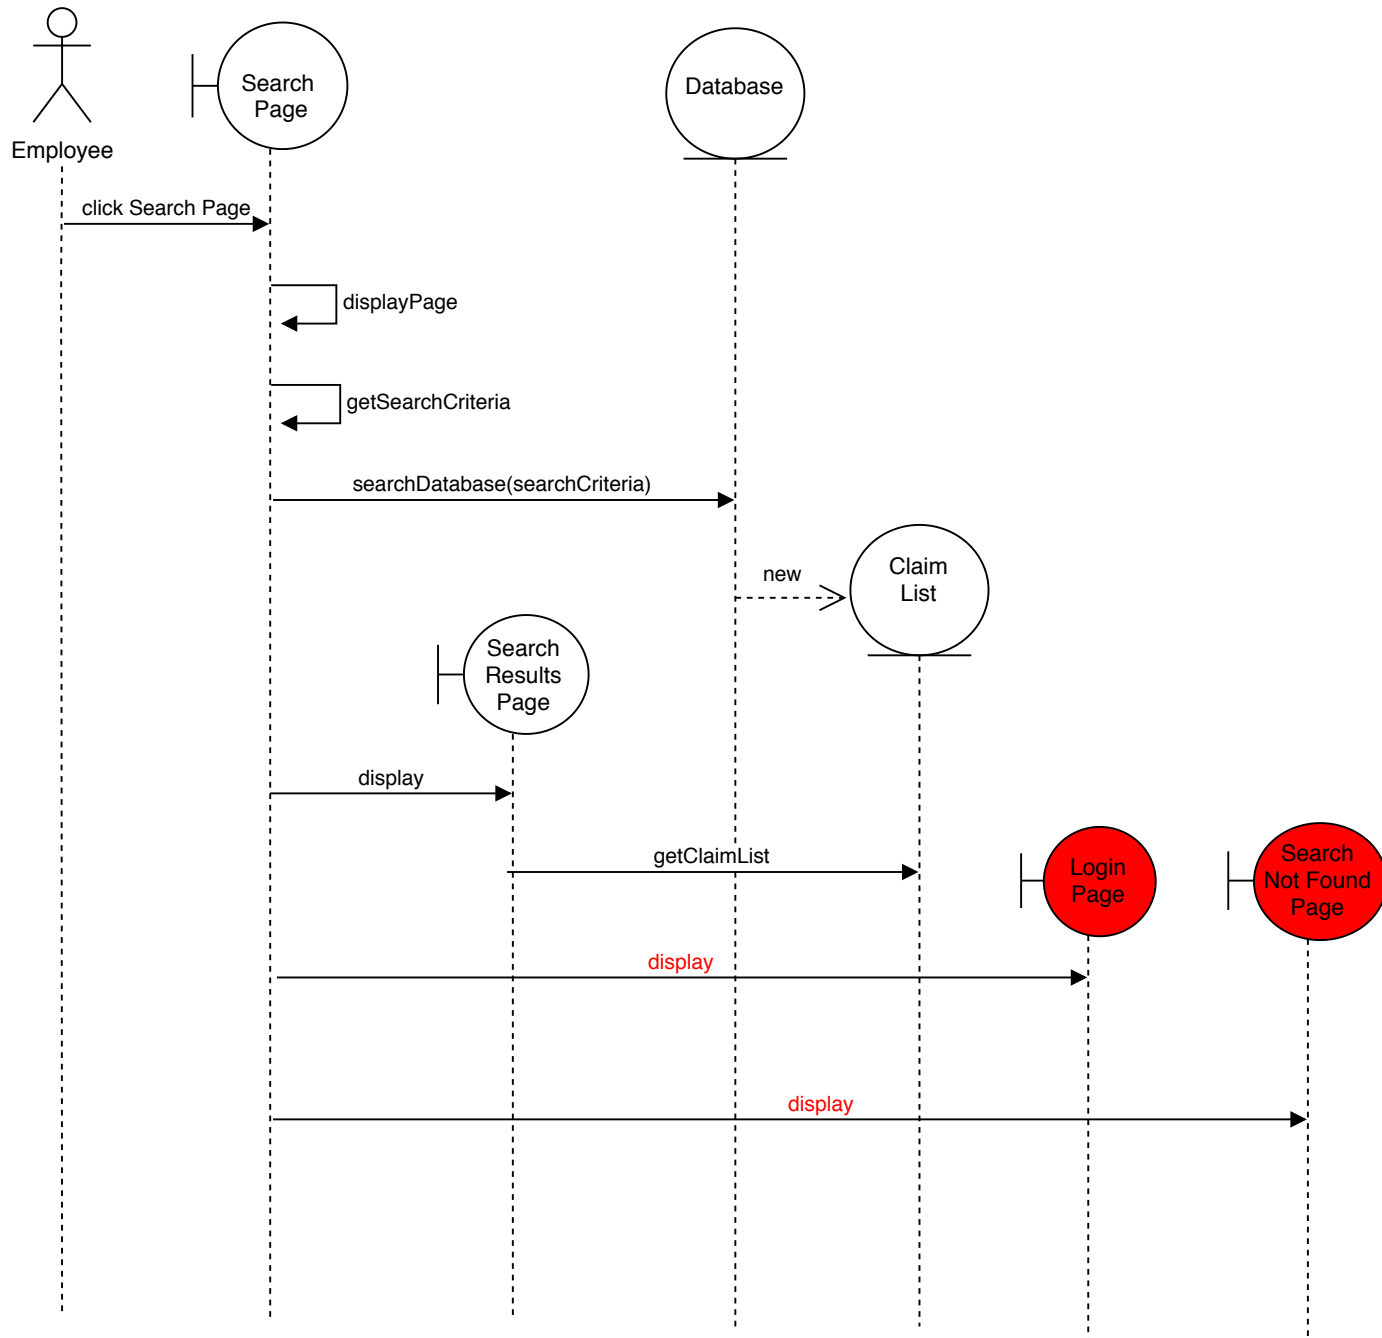 Search
Page
Database
Employee
click Search Page
displayPage
getSearchCriteria
searchDatabase(searchCriteria)
new
Claim
List
Search
Results
Page
display
getClaimList
Login
Page
Search
Not Found
Page
display
display